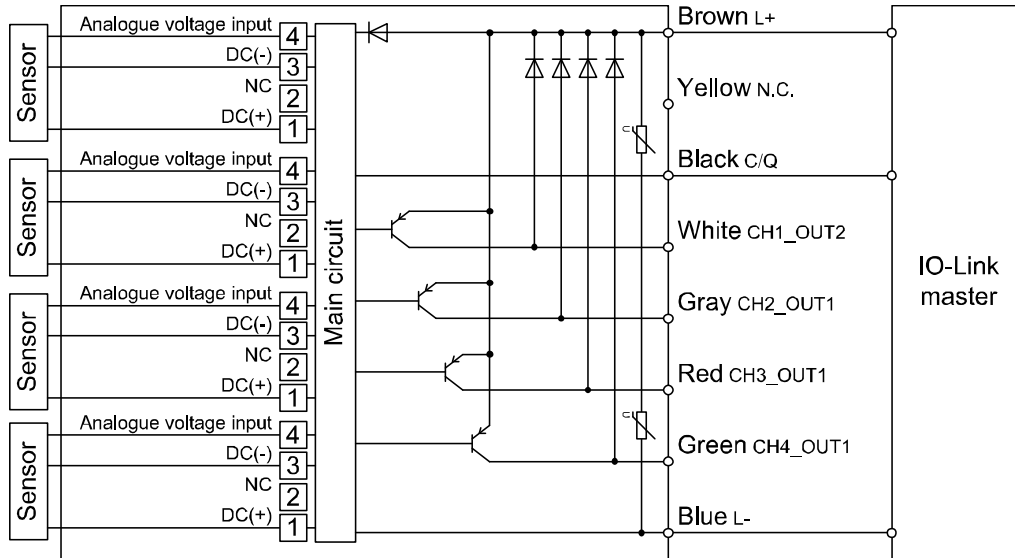 Sensor
Analogue voltage input 4
DC(-) 3
NC 2
DC(+) 1
Sensor
Analogue voltage input 4
DC(-) 3
NC 2
DC(+) 1
Sensor
Analogue voltage input 4
DC(-) 3
NC 2
DC(+) 1
Sensor
Analogue voltage input 4
DC(-) 3
NC 2
DC(+) 1
Main circuit
U
U
Brown L+
Yellow N.C.
Black C/Q
White CH1_OUT2
Gray CH2_OUT1
Red CH3_OUT1
Green CH4_OUT1
Blue L-
IO-Link
master